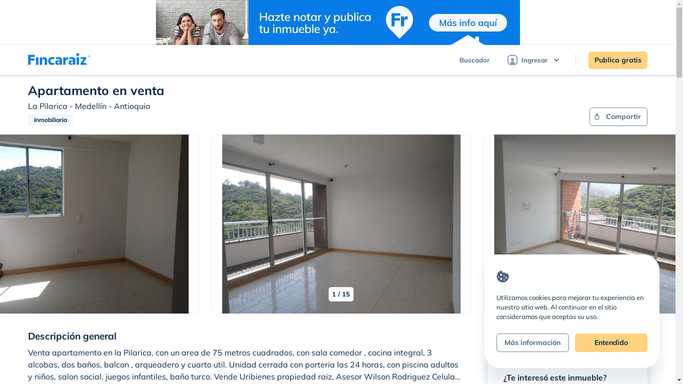 Hazte notar y publica
tu inmueble ya.
Fr
Más info aquí
Fincaraiz
Buscador
Ingresar
Publica gratis
Apartamento en venta
La Pilarica - Medellín - Antioquia
Inmobiliaria
Compartir
1 / 15
Utilizamos cookies para mejorar tu experiencia en
nuestro sitio web. Al continuar en el sitio
consideramos que aceptas su uso.
Más información
Entendido
Descripción general
Venta apartamento en la Pilarica, con un area de 75 metros cuadrados, con sala comedor , cocina integral, 3
alcobas, dos baños, balcon , arqueadero y cuarto util. Unidad cerrada con porteria las 24 horas, con piscina adultos
y niños, salon social, juegos infantiles, baño turco. Vende Uribienes propiedad raiz, Asesor Wilson Rodriguez Celula...
¿Te interesó este inmueble?